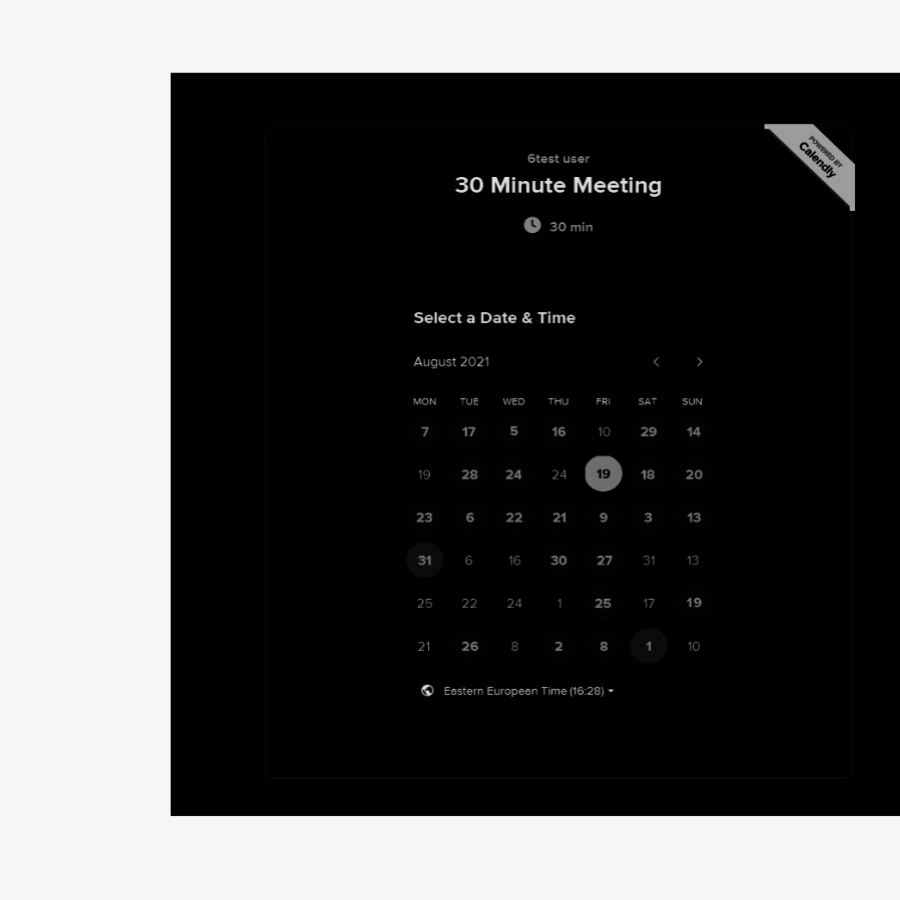 POWERED BY
Calendly
6test user
30 Minute Meeting
30 min
Select a Date & Time
August 2021
MON TUE WED THU FRI SAT SUN
7 17 5 16 10 29 14
19 28 24 24 19 18 20
23 6 22 21 9 3 13
31 6 16 30 27 31 13
25 22 24 1 25 17 19
21 26 8 2 8 1 10
Eastern European Time (16:28)